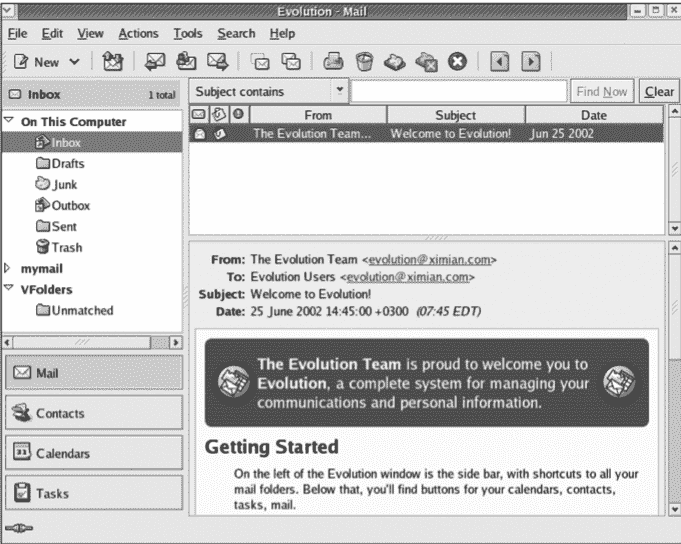 Evolution - Mail
File Edit View Actions Tools Search Help
New
Inbox 1 total
Subject contains Find Now Clear
On This Computer
Inbox
Drafts
Junk
Outbox
Sent
Trash
mymail
VFolders
Unmatched
From Subject Date
The Evolution Team... Welcome to Evolution! Jun 25 2002
From: The Evolution Team <evolution@ximian.com>
To: Evolution Users <evolution@ximian.com>
Subject: Welcome to Evolution!
Date: 25 June 2002 14:45:00 +0300 (07:45 EDT)
The Evolution Team is proud to welcome you to
Evolution, a complete system for managing your
communications and personal information.
Getting Started
On the left of the Evolution window is the side bar, with shortcuts to all your
mail folders. Below that, you'll find buttons for your calendars, contacts,
tasks, mail.
Mail
Contacts
Calendars
Tasks